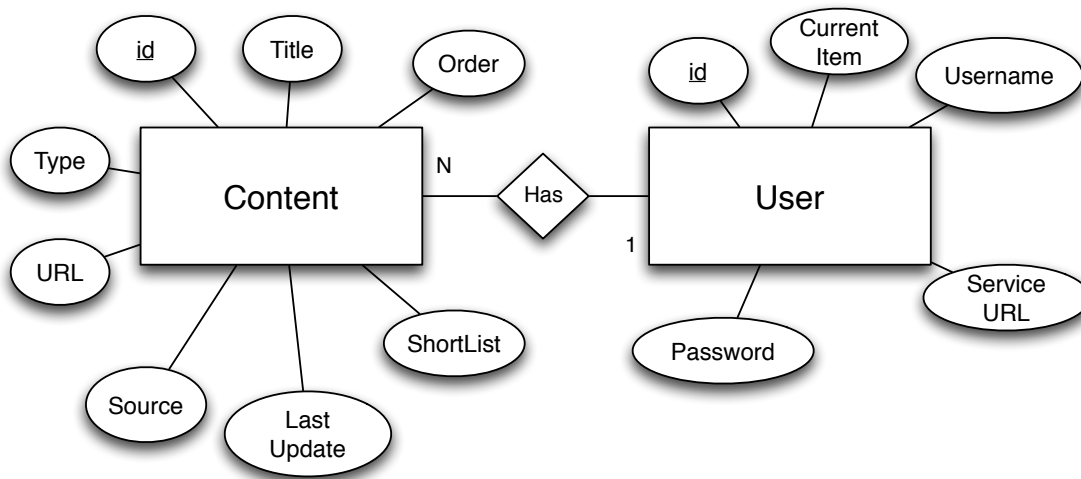 id
Title
Order
Type
URL
Content
Source
Last
Update
ShortList
N
Has
1
id
Current
Item
Username
User
Password
Service
URL